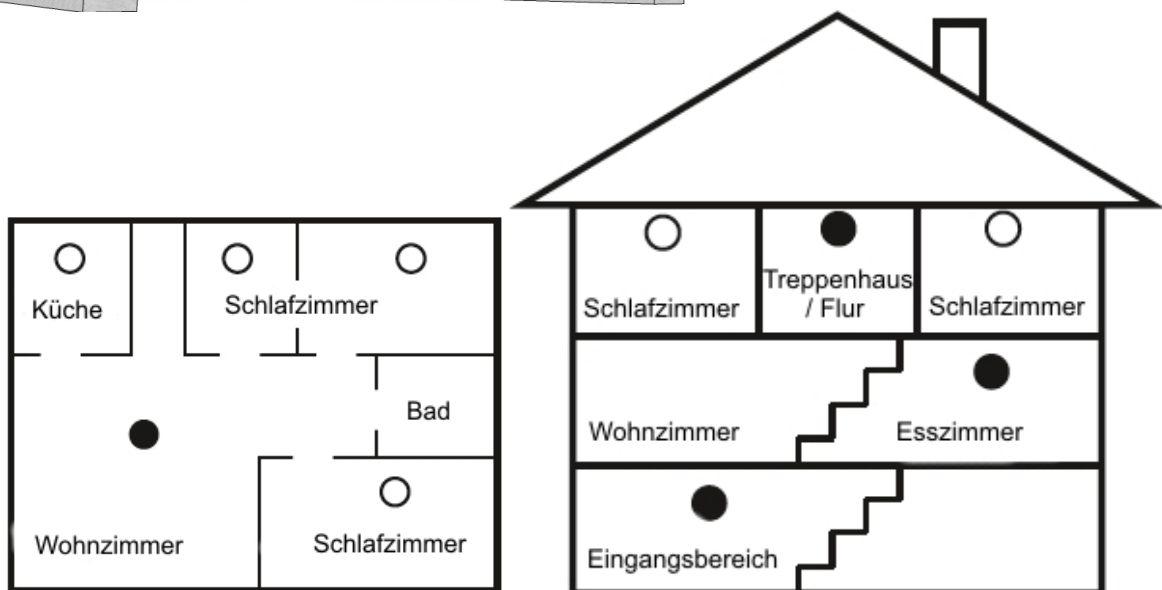 Küche
Schlafzimmer
Bad
Wohnzimmer
Schlafzimmer
Schlafzimmer
Treppenhaus
/ Flur
Schlafzimmer
Wohnzimmer
Esszimmer
Eingangsbereich